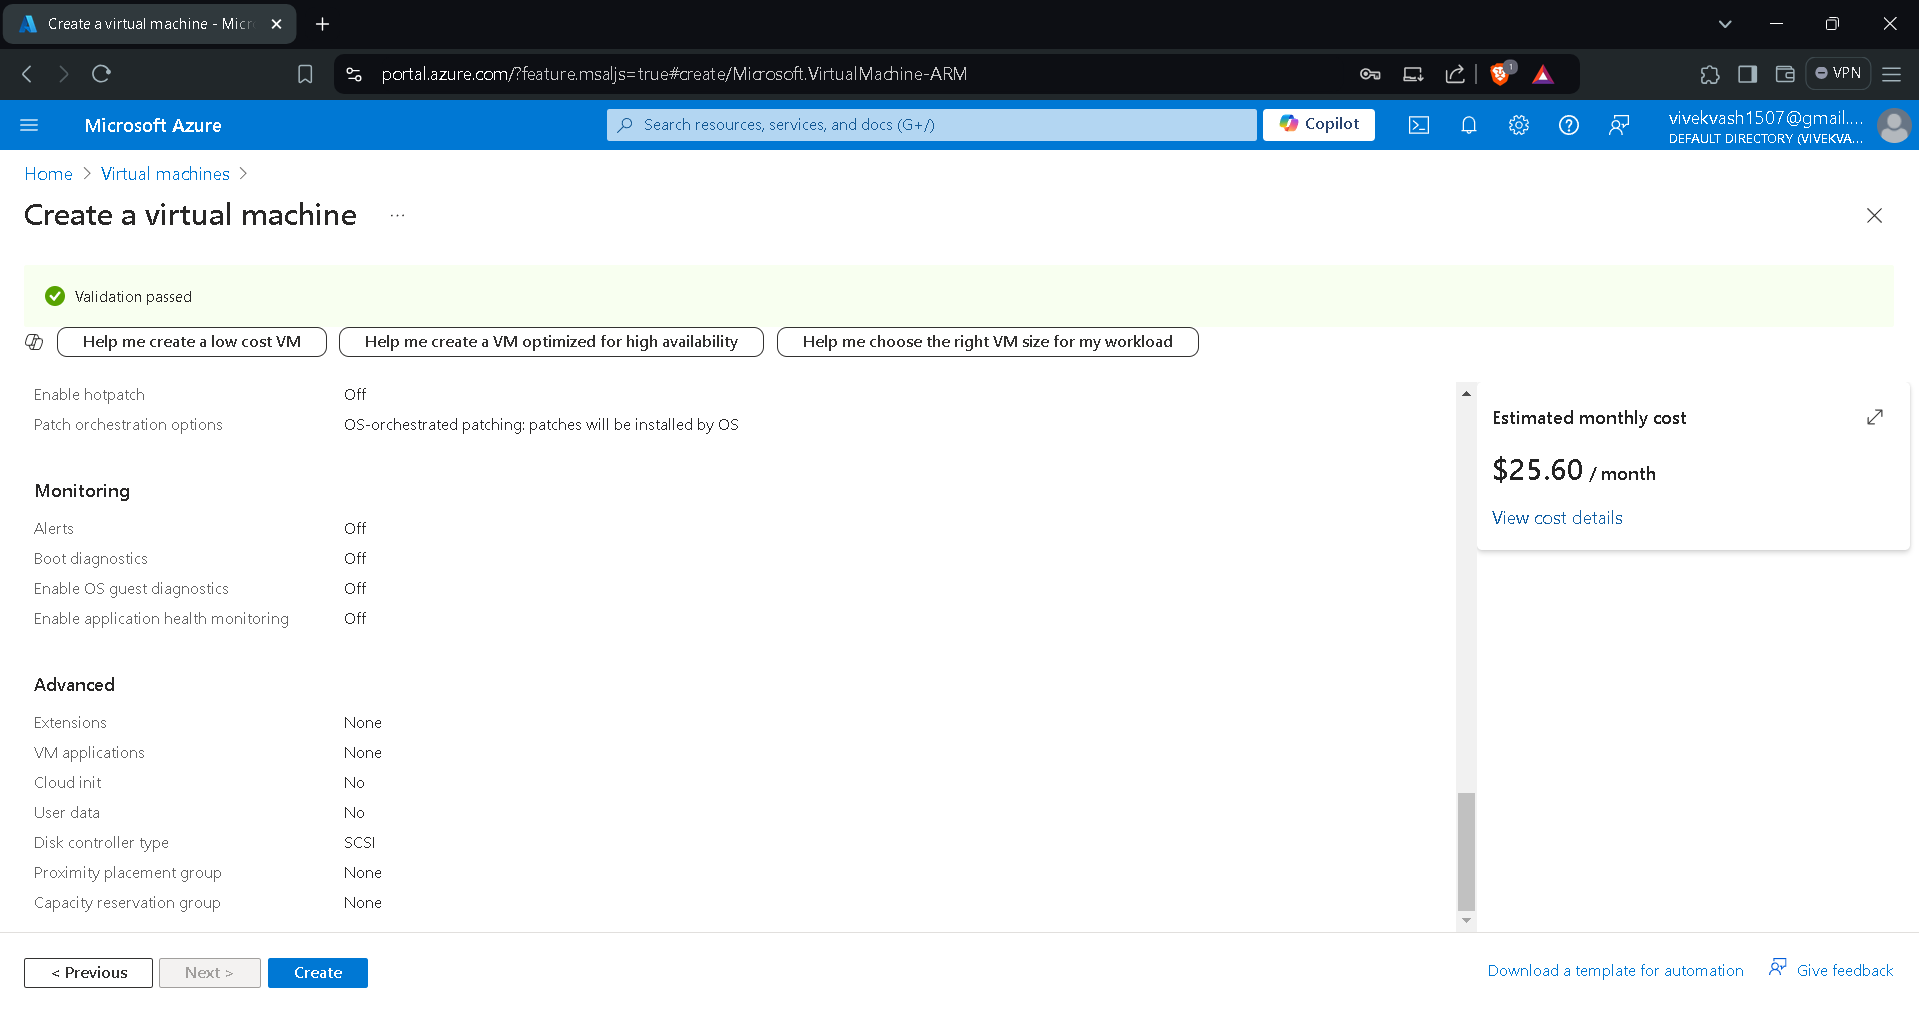 Create a virtual machine - Micr
portal.azure.com/?feature.msaljs=true#create/Microsoft.VirtualMachine-ARM
1
VPN
Microsoft Azure
Search resources, services, and docs (G+/)
Copilot
vivekvash1507@gmail....
DEFAULT DIRECTORY (VIVEKVA...
Home > Virtual machines >
Create a virtual machine ...
Validation passed
Help me create a low cost VM
Help me create a VM optimized for high availability
Help me choose the right VM size for my workload
Enable hotpatch Off
Patch orchestration options OS-orchestrated patching: patches will be installed by OS
Monitoring
Alerts Off
Boot diagnostics Off
Enable OS guest diagnostics Off
Enable application health monitoring Off
Advanced
Extensions None
VM applications None
Cloud init No
User data No
Disk controller type SCSI
Proximity placement group None
Capacity reservation group None
Estimated monthly cost
$25.60 / month
View cost details
< Previous
Next >
Create
Download a template for automation
Give feedback